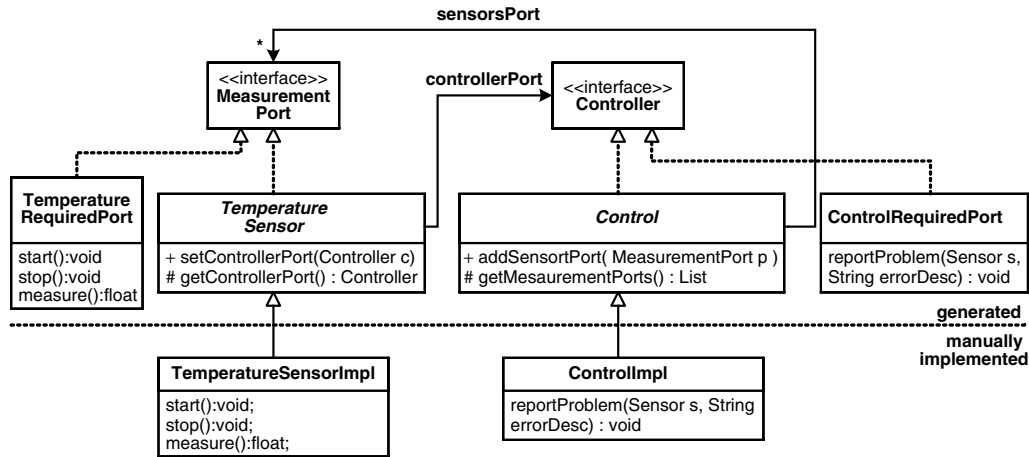 sensorsPort
*
<<interface>>
Measurement
Port
controllerPort
<<interface>>
Controller
Temperature
RequiredPort
start():void
stop():void
measure():float
Temperature
Sensor
+ setControllerPort(Controller c)
# getControllerPort() : Controller
Control
+ addSensortPort( MeasurementPort p )
# getMesaurementPorts() : List
ControlRequiredPort
reportProblem(Sensor s,
String errorDesc) : void
generated
manually
implemented
TemperatureSensorImpl
start():void;
stop():void;
measure():float;
ControlImpl
reportProblem(Sensor s, String
errorDesc) : void